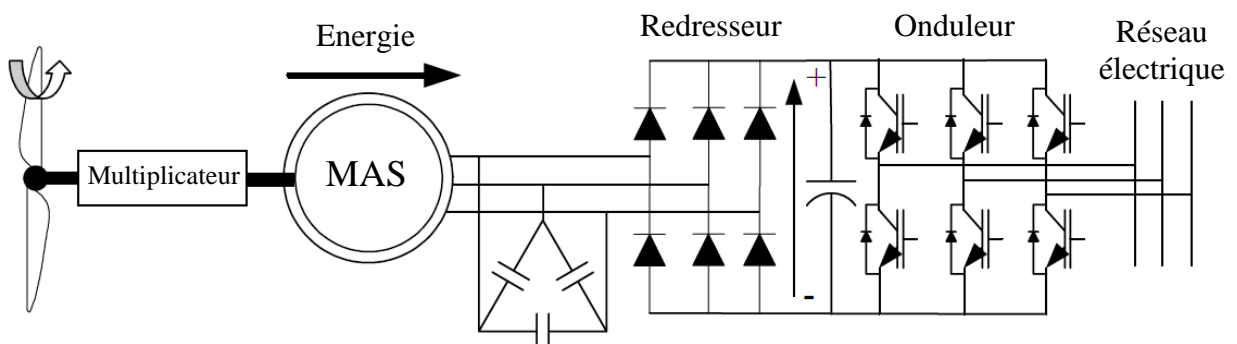 Energie
Redresseur
Onduleur
Réseau
électrique
Multiplicateur
MAS
+
-